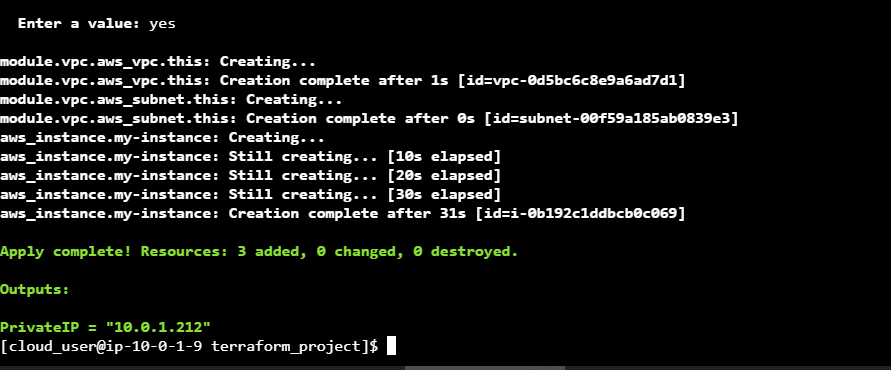 Enter a value: yes
module.vpc.aws_vpc.this: Creating...
module.vpc.aws_vpc.this: Creation complete after 1s [id=vpc-0d5bc6c8e9a6ad7d1]
module.vpc.aws_subnet.this: Creating...
module.vpc.aws_subnet.this: Creation complete after 0s [id=subnet-00f59a185ab0839e3]
aws_instance.my-instance: Creating...
aws_instance.my-instance: Still creating... [10s elapsed]
aws_instance.my-instance: Still creating... [20s elapsed]
aws_instance.my-instance: Still creating... [30s elapsed]
aws_instance.my-instance: Creation complete after 31s [id=i-0b192c1ddbcb0c069]
Apply complete! Resources: 3 added, 0 changed, 0 destroyed.
Outputs:
PrivateIP = "10.0.1.212"
[cloud_user@ip-10-0-1-9 terraform_project]$